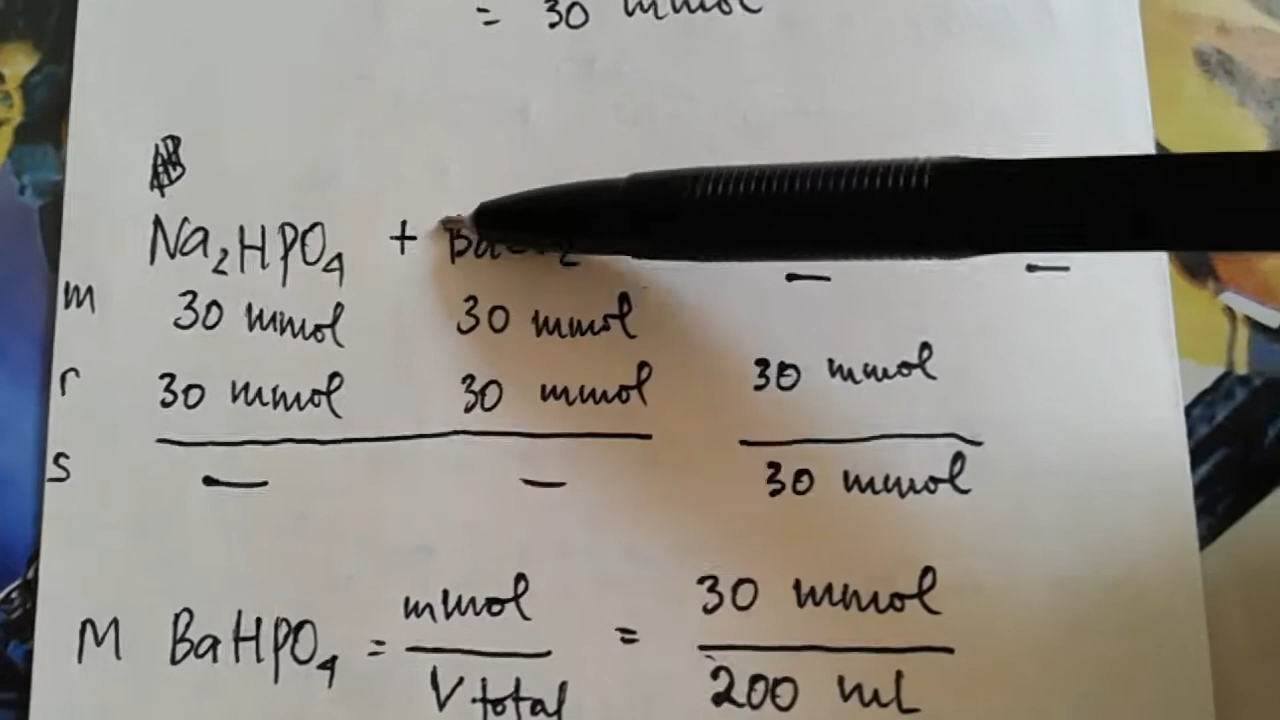 = 30 mmol
Na₂HPO₄ +
m 30 mmol 30 mmol — —
r 30 mmol 30 mmol 30 mmol
s — — 30 mmol
M BaHPO₄ = mmol / V total = 30 mmol / 200 mL